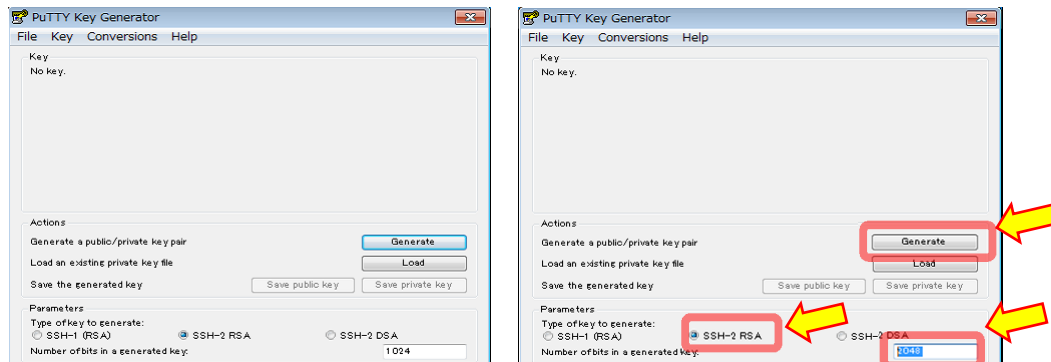 PuTTY Key Generator
File Key Conversions Help
Key
No key.
Actions
Generate a public/private key pair
Generate
Load an existing private key file
Load
Save the generated key
Save public key
Save private key
Parameters
Type of key to generate:
SSH-1 (RSA)
SSH-2 RSA
SSH-2 DSA
Number of bits in a generated key:
1024
PuTTY Key Generator
File Key Conversions Help
Key
No key.
Actions
Generate a public/private key pair
Generate
Load an existing private key file
Load
Save the generated key
Save public key
Save private key
Parameters
Type of key to generate:
SSH-1 (RSA)
SSH-2 RSA
SSH-2 DSA
Number of bits in a generated key:
2048